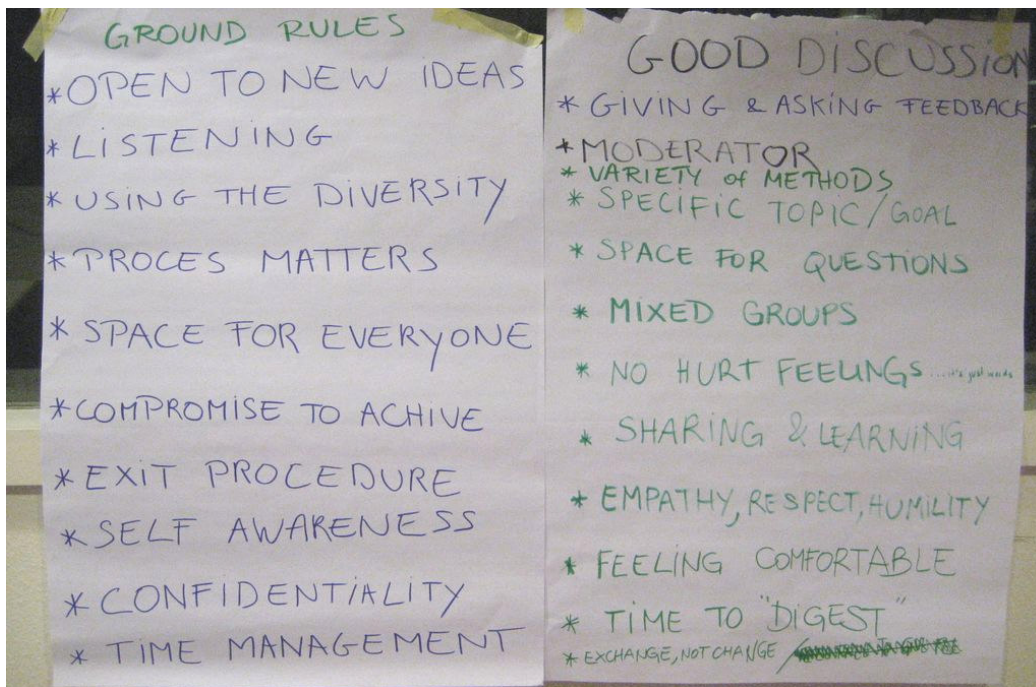 GROUND RULES
* OPEN TO NEW IDEAS
* LISTENING
* USING THE DIVERSITY
* PROCES MATTERS
* SPACE FOR EVERYONE
* COMPROMISE TO ACHIVE
* EXIT PROCEDURE
* SELF AWARENESS
* CONFIDENTIALITY
* TIME MANAGEMENT
GOOD DISCUSSION
* GIVING & ASKING FEEDBACK
* MODERATOR
* VARIETY of METHODS
* SPECIFIC TOPIC/GOAL
* SPACE FOR QUESTIONS
* MIXED GROUPS
* NO HURT FEELINGS ....it's just words
* SHARING & LEARNING
* EMPATHY, RESPECT, HUMILITY
* FEELING COMFORTABLE
* TIME TO "DIGEST"
* EXCHANGE, NOT CHANGE /